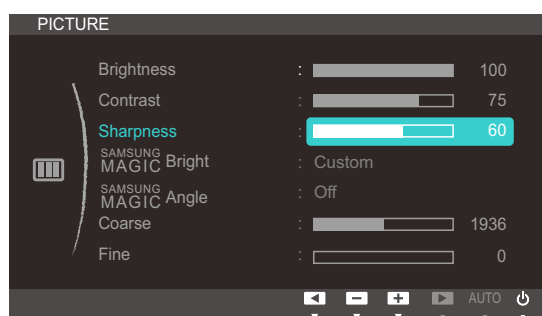 PICTURE
Brightness : 100
Contrast : 75
Sharpness : 60
SAMSUNG MAGIC Bright : Custom
SAMSUNG MAGIC Angle : Off
Coarse : 1936
Fine : 0
AUTO